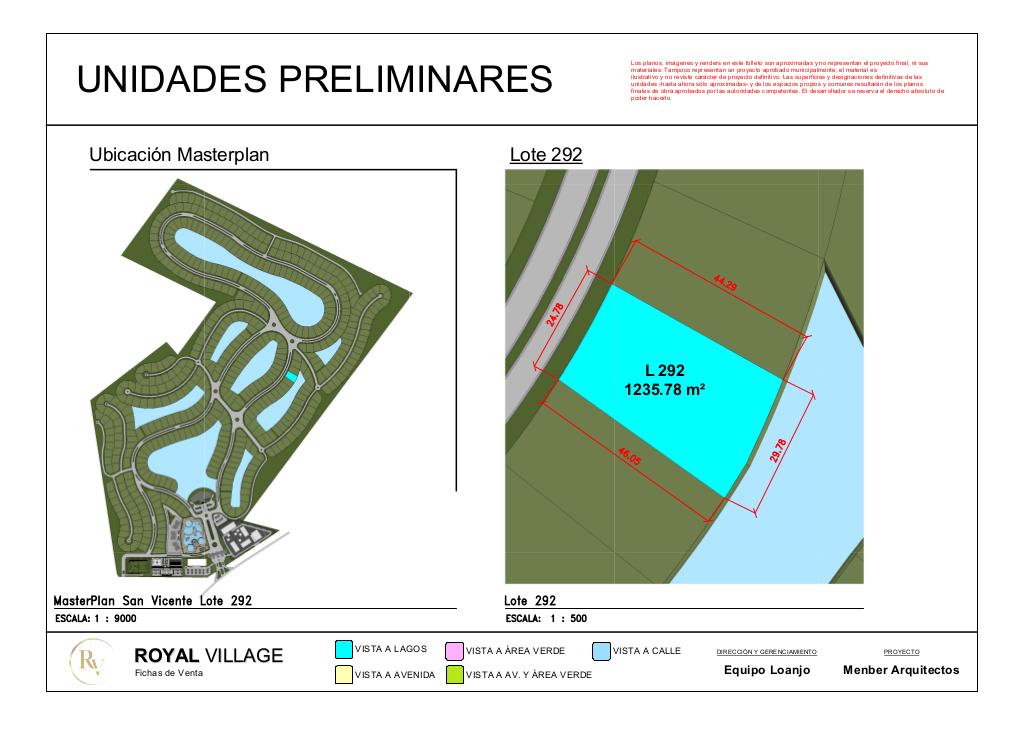 UNIDADES PRELIMINARES
Los planos, imágenes y renders en este folleto son aproximadas y no representan el proyecto final, ni sus
materiales. Tampoco representan un proyecto aprobado municipalmente, el material es
ilustrativo y no reviste carácter de proyecto definitivo. Las superficies y designaciones definitivas de las
unidades -hasta ahora sólo aproximadas- y de los espacios propios y comunes resultarán de los planos
finales de obra aprobados por las autoridades competentes. El desarrollador se reserva el derecho absoluto de
poder hacerlo.
Ubicación Masterplan
Lote 292
44.29
24.78
L 292
1235.78 m²
46.05
29.78
MasterPlan San Vicente Lote 292
ESCALA: 1 : 9000
Lote 292
ESCALA: 1 : 500
RV
ROYAL VILLAGE
Fichas de Venta
VISTA A LAGOS
VISTA A ÁREA VERDE
VISTA A CALLE
VISTA A AVENIDA
VISTA A AV. Y ÁREA VERDE
DIRECCIÓN Y GERENCIAMIENTO
Equipo Loanjo
PROYECTO
Menber Arquitectos